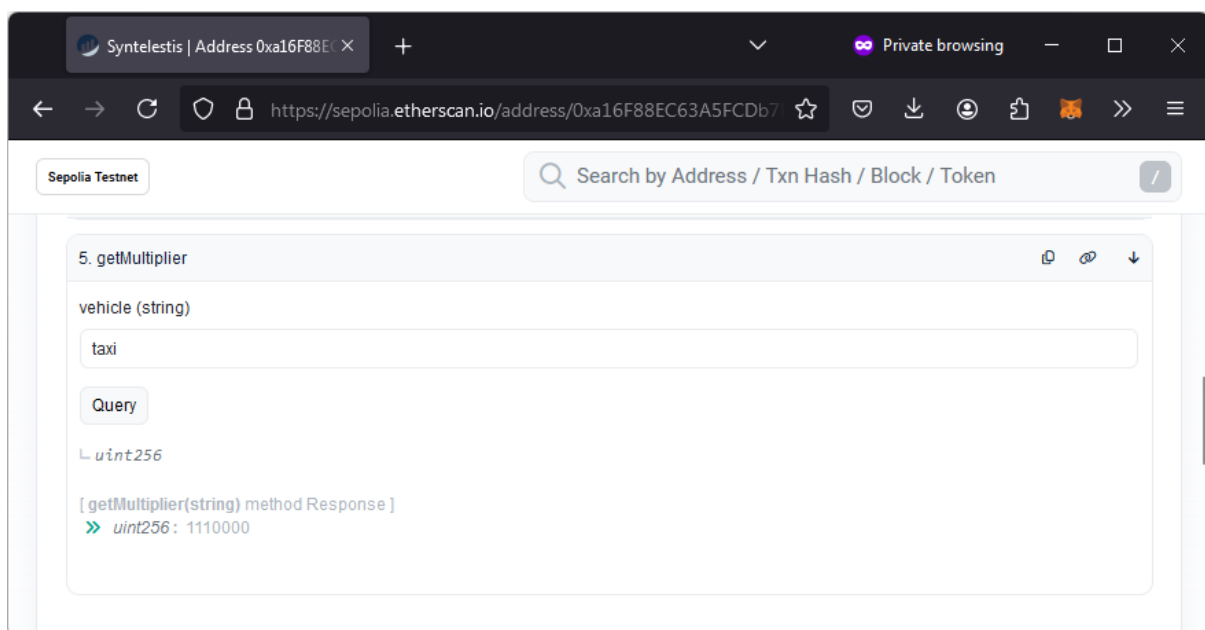 Syntelestis | Address 0xa16F88E
Private browsing
https://sepolia.etherscan.io/address/0xa16F88EC63A5FCDb7
Sepolia Testnet
Search by Address / Txn Hash / Block / Token
/
5. getMultiplier
vehicle (string)
taxi
Query
uint256
[ getMultiplier(string) method Response ]
uint256 : 1110000